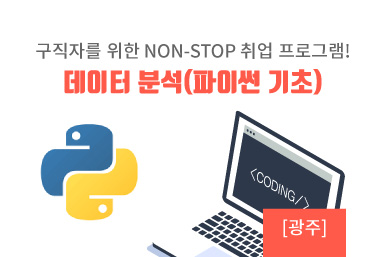 구직자를 위한 NON-STOP 취업 프로그램!
데이터 분석(파이썬 기초)
<CODING/>
[광주]